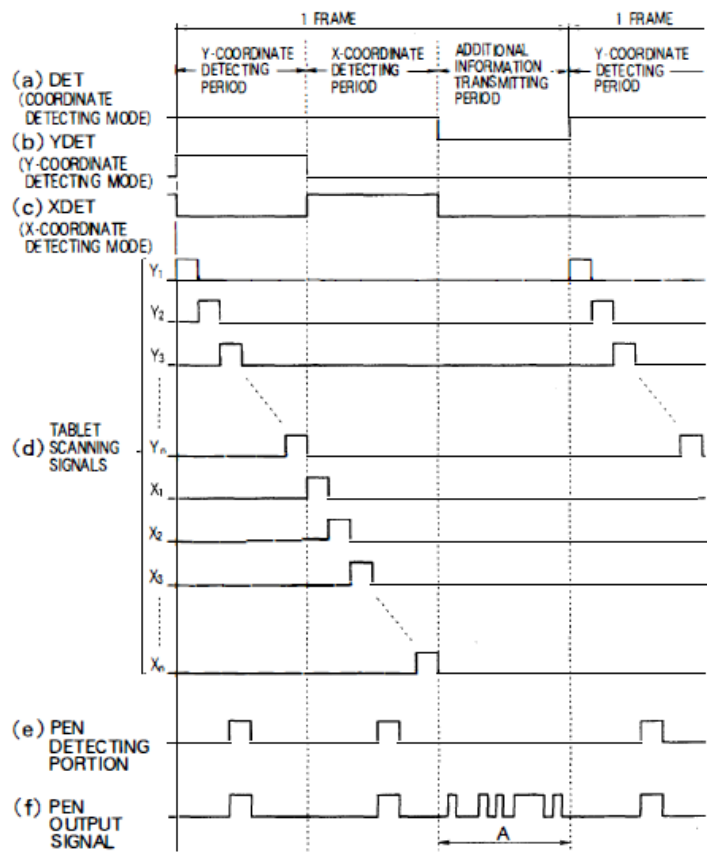 1 FRAME 1 FRAME
Y-COORDINATE DETECTING PERIOD
X-COORDINATE DETECTING PERIOD
ADDITIONAL INFORMATION TRANSMITTING PERIOD
Y-COORDINATE DETECTING PERIOD
(a) DET
(COORDINATE
DETECTING MODE)
(b) YDET
(Y-COORDINATE
DETECTING MODE)
(c) XDET
(X-COORDNATE
DETECTING MODE)
Y1
Y2
Y3
(d) TABLET
SCANNING
SIGNALS
Yn
X1
X2
X3
Xn
(e) PEN
DETECTING
PORTION
(f) PEN
OUTPUT
SIGNAL
A